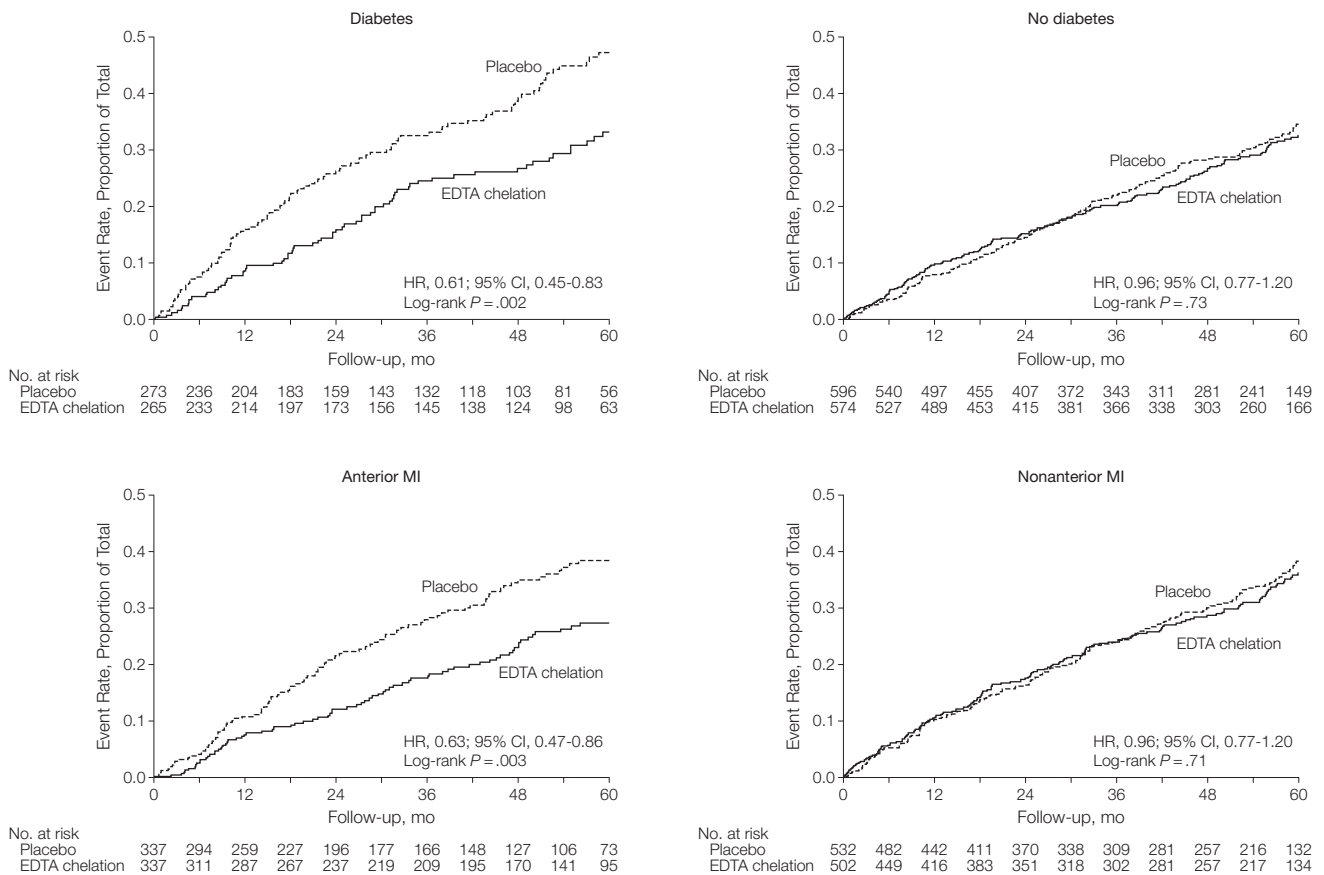 Diabetes
0.5
0.4
0.3
0.2
0.1
0.0
Event Rate, Proportion of Total
Placebo
EDTA chelation
HR, 0.61; 95% CI, 0.45-0.83
Log-rank P = .002
0 12 24 36 48 60
Follow-up, mo
No. at risk
Placebo 273 236 204 183 159 143 132 118 103 81 56
EDTA chelation 265 233 214 197 173 156 145 138 124 98 63
No diabetes
0.5
0.4
0.3
0.2
0.1
0.0
Event Rate, Proportion of Total
Placebo
EDTA chelation
HR, 0.96; 95% CI, 0.77-1.20
Log-rank P = .73
0 12 24 36 48 60
Follow-up, mo
No. at risk
Placebo 596 540 497 455 407 372 343 311 281 241 149
EDTA chelation 574 527 489 453 415 381 366 338 303 260 166
Anterior MI
0.5
0.4
0.3
0.2
0.1
0.0
Event Rate, Proportion of Total
Placebo
EDTA chelation
HR, 0.63; 95% CI, 0.47-0.86
Log-rank P = .003
0 12 24 36 48 60
Follow-up, mo
No. at risk
Placebo 337 294 259 227 196 177 166 148 127 106 73
EDTA chelation 337 311 287 267 237 219 209 195 170 141 95
Nonanterior MI
0.5
0.4
0.3
0.2
0.1
0.0
Event Rate, Proportion of Total
Placebo
EDTA chelation
HR, 0.96; 95% CI, 0.77-1.20
Log-rank P = .71
0 12 24 36 48 60
Follow-up, mo
No. at risk
Placebo 532 482 442 411 370 338 309 281 257 216 132
EDTA chelation 502 449 416 383 351 318 302 281 257 217 134